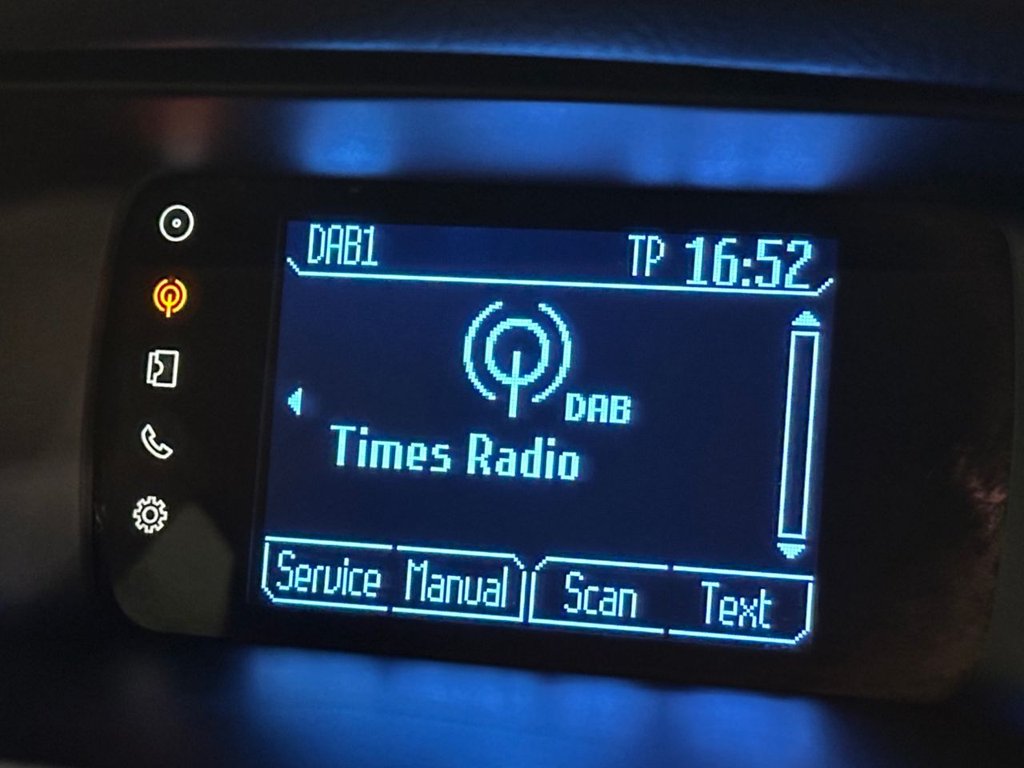 DAB1 TP 16:52
DAB
Times Radio
Service Manual Scan Text